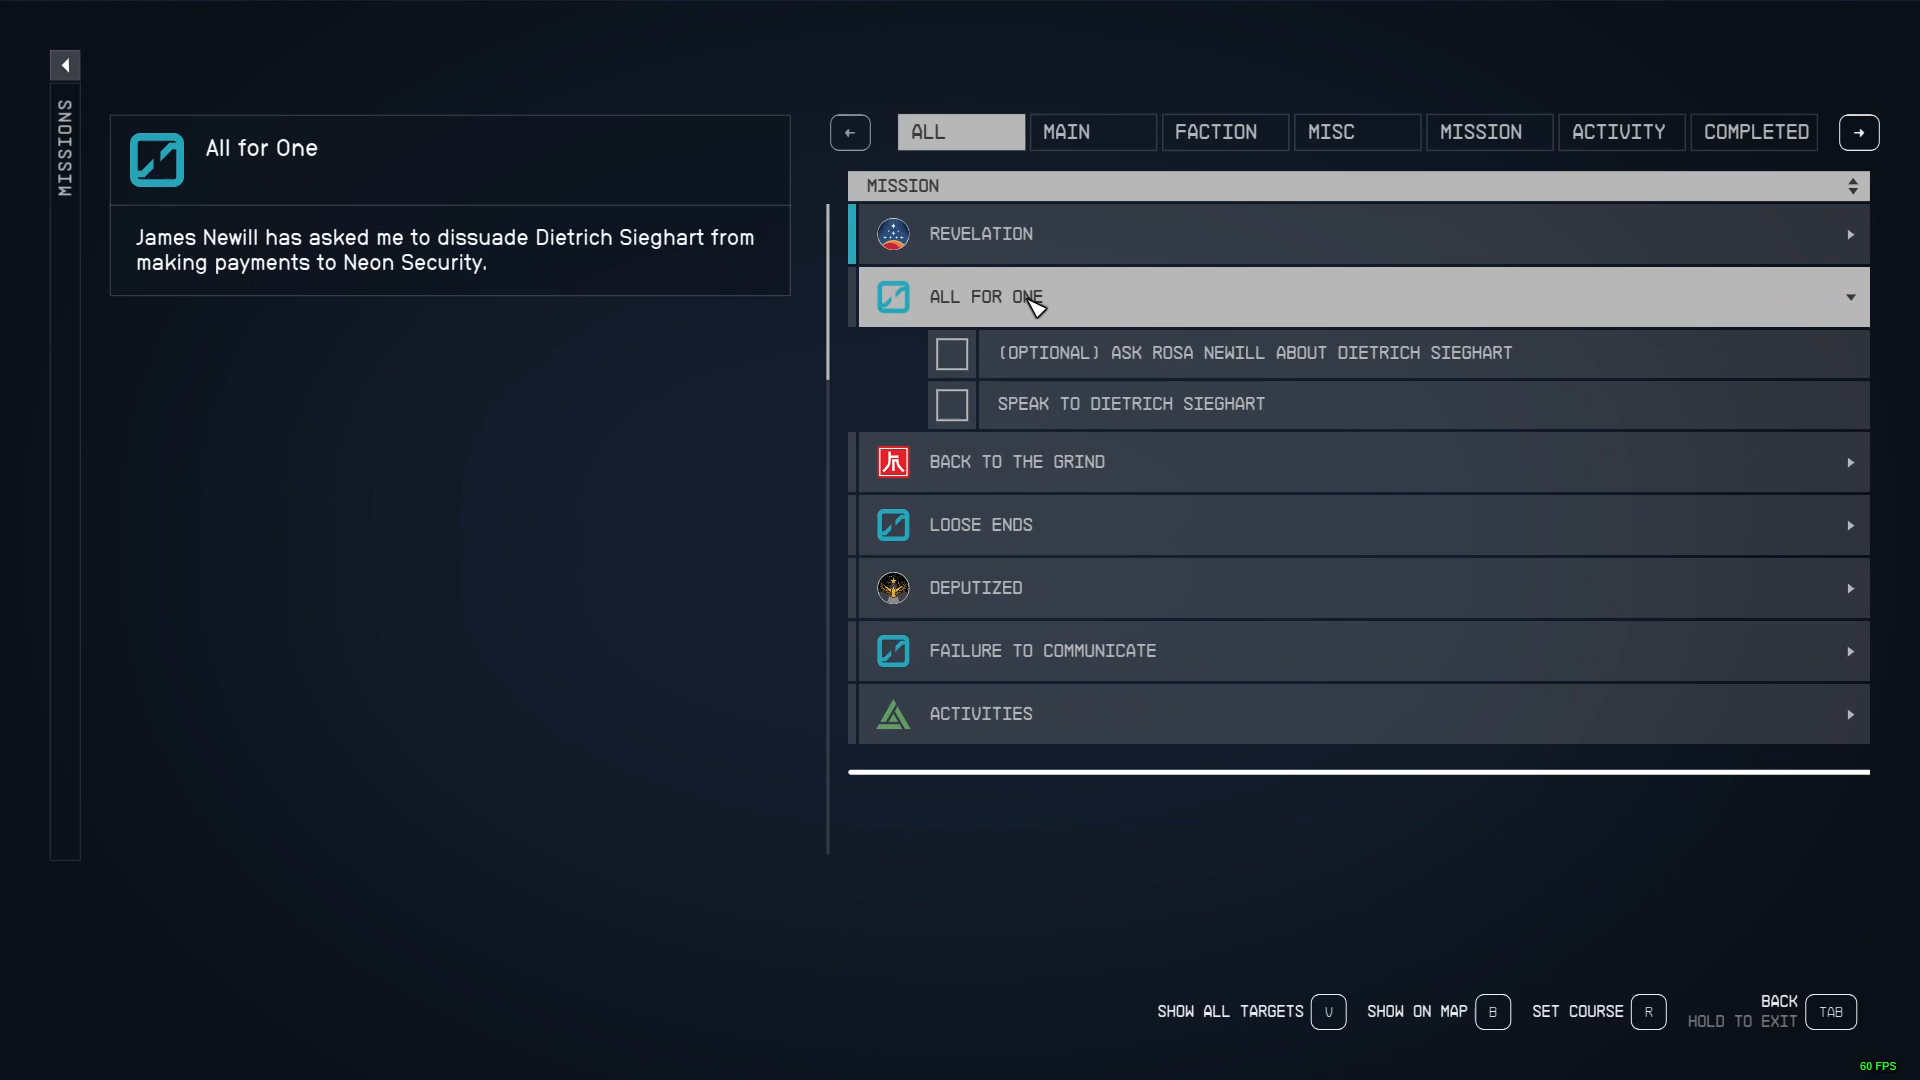 MISSIONS
All for One
James Newill has asked me to dissuade Dietrich Sieghart from
making payments to Neon Security.
ALL
MAIN
FACTION
MISC
MISSION
ACTIVITY
COMPLETED
MISSION
REVELATION
ALL FOR ONE
(OPTIONAL) ASK ROSA NEWILL ABOUT DIETRICH SIEGHART
SPEAK TO DIETRICH SIEGHART
BACK TO THE GRIND
LOOSE ENDS
DEPUTIZED
FAILURE TO COMMUNICATE
ACTIVITIES
SHOW ALL TARGETS V
SHOW ON MAP B
SET COURSE R
BACK
HOLD TO EXIT
TAB
60 FPS